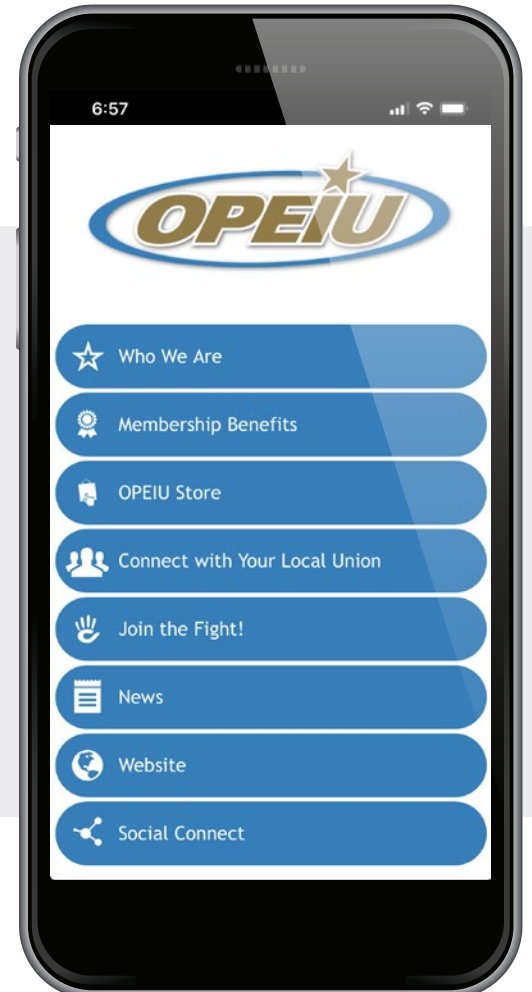 6:57
OPEIU
Who We Are
Membership Benefits
OPEIU Store
Connect with Your Local Union
Join the Fight!
News
Website
Social Connect